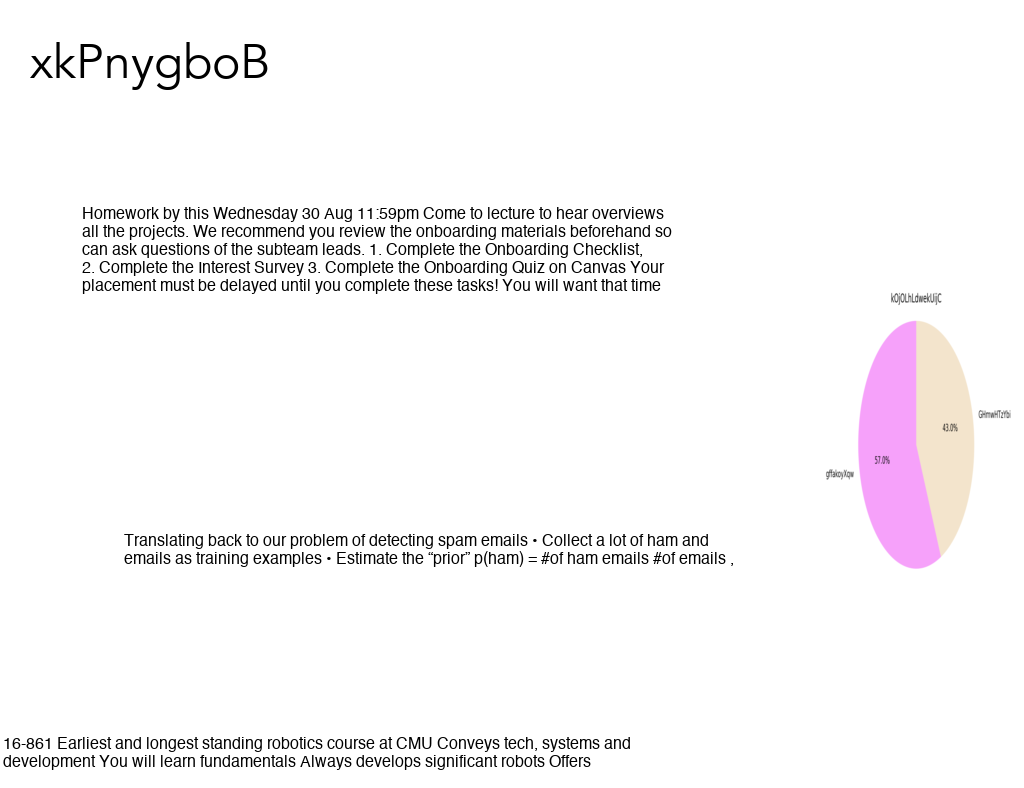 xkPnygboB
Homework by this Wednesday 30 Aug 11:59pm Come to lecture to hear overviews
all the projects. We recommend you review the onboarding materials beforehand so
can ask questions of the subteam leads. 1. Complete the Onboarding Checklist,
2. Complete the Interest Survey 3. Complete the Onboarding Quiz on Canvas Your
placement must be delayed until you complete these tasks! You will want that time
kOjOLhLdwekUijC
GHmwHTzYbi
43.0%
57.0%
gffakoyXqw
Translating back to our problem of detecting spam emails • Collect a lot of ham and
emails as training examples • Estimate the “prior” p(ham) = #of ham emails #of emails ,
16-861 Earliest and longest standing robotics course at CMU Conveys tech, systems and
development You will learn fundamentals Always develops significant robots Offers